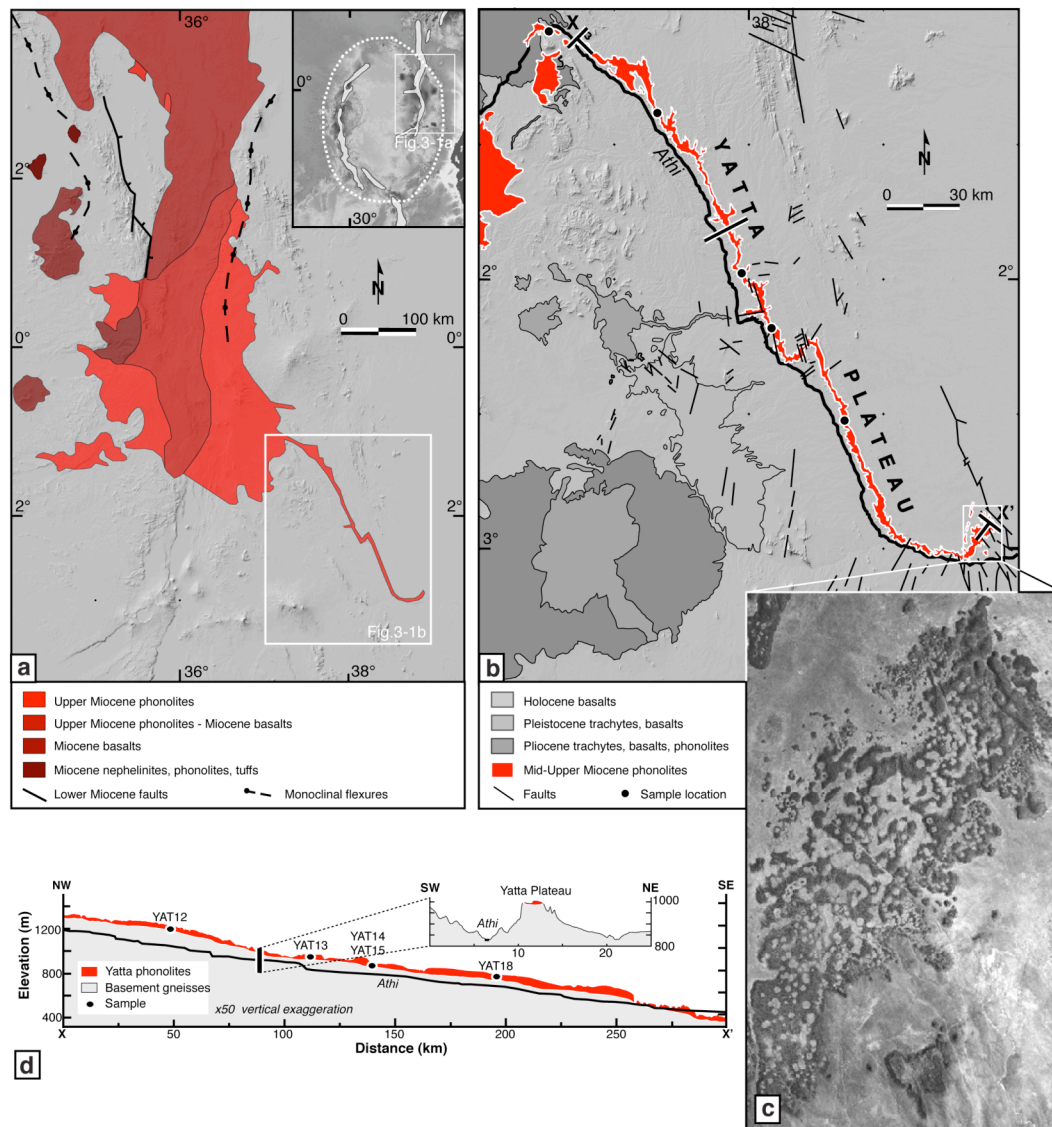 36°
0°
Fig.3-1a
30°
2°
N
0 100 km
0°
0°
2°
2°
Fig.3-1b
36°
38°
a
Upper Miocene phonolites
Upper Miocene phonolites - Miocene basalts
Miocene basalts
Miocene nephelinites, phonolites, tuffs
Lower Miocene faults
Monoclinal flexures
X
38°
Athi
YATTA
N
0 30 km
2°
2°
PLATEAU
3°
X'
b
Holocene basalts
Pleistocene trachytes, basalts
Pliocene trachytes, basalts, phonolites
Mid-Upper Miocene phonolites
Faults
Sample location
c
NW
SE
SW
Yatta Plateau
NE
Athi
1000
800
10
20
YAT12
YAT13
YAT14
YAT15
YAT18
Athi
Elevation (m)
1200
800
400
Yatta phonolites
Basement gneisses
Sample
x50 vertical exaggeration
X
0
50
100
150
200
250
X'
Distance (km)
d